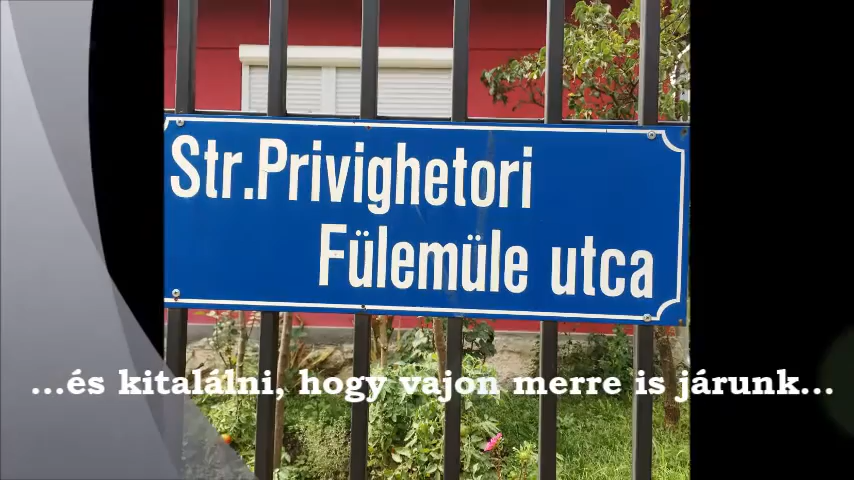 Str.Privighetori
Fülemüle utca
...és kitalálni, hogy vajon merre is járunk...